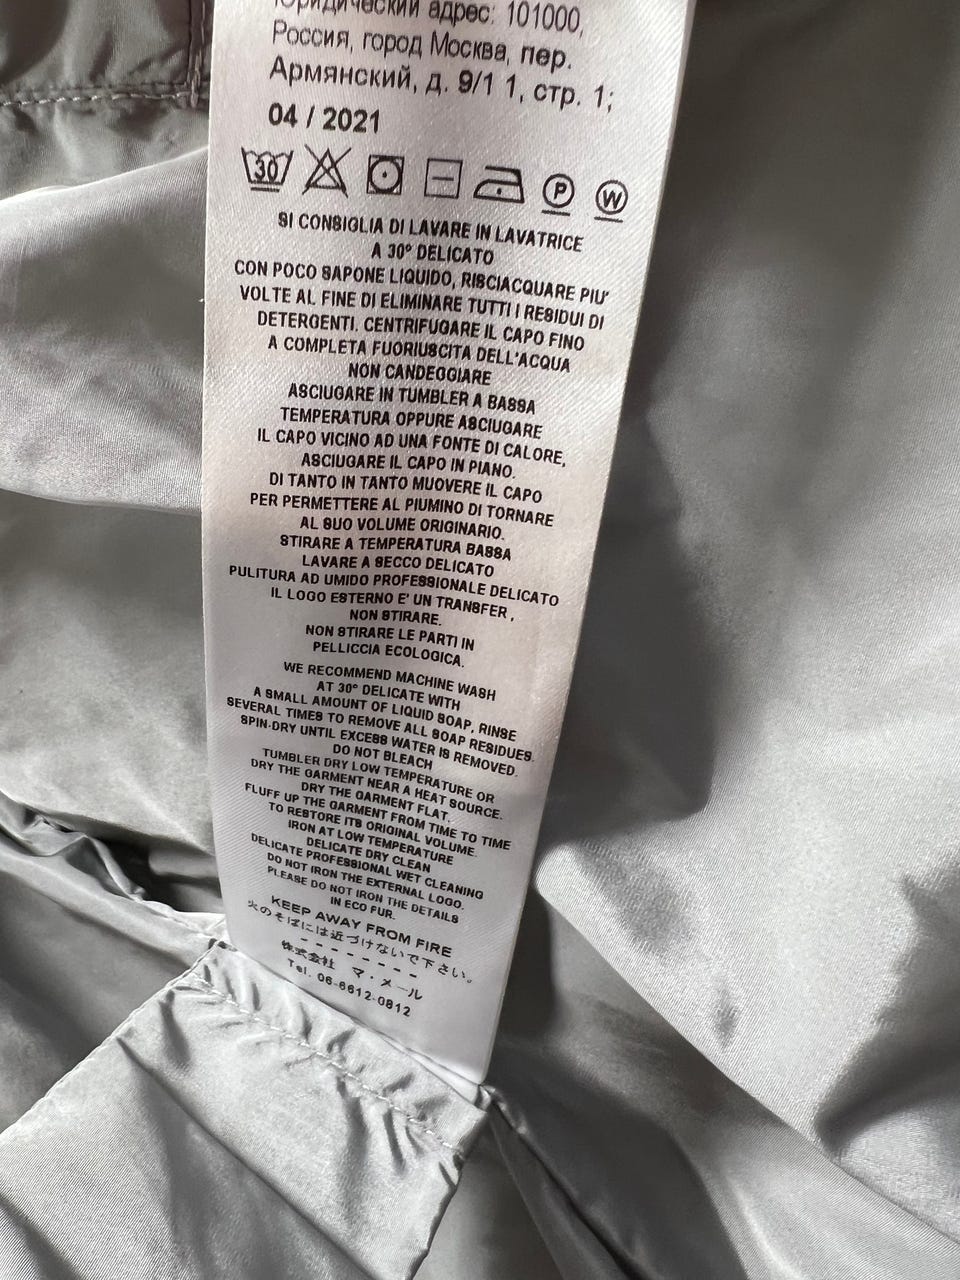 Юридический адрес: 101000,
Россия, город Москва, пер.
Армянский, д. 9/1 1, стр. 1;
04 / 2021
30 P W
SI CONSIGLIA DI LAVARE IN LAVATRICE
A 30° DELICATO
CON POCO SAPONE LIQUIDO, RISCIACQUARE PIU'
VOLTE AL FINE DI ELIMINARE TUTTI I RESIDUI DI
DETERGENTI. CENTRIFUGARE IL CAPO FINO
A COMPLETA FUORIUSCITA DELL'ACQUA
NON CANDEGGIARE
ASCIUGARE IN TUMBLER A BASSA
TEMPERATURA OPPURE ASCIUGARE
IL CAPO VICINO AD UNA FONTE DI CALORE,
ASCIUGARE IL CAPO IN PIANO.
DI TANTO IN TANTO MUOVERE IL CAPO
PER PERMETTERE AL PIUMINO DI TORNARE
AL SUO VOLUME ORIGINARIO.
STIRARE A TEMPERATURA BASSA
LAVARE A SECCO DELICATO
PULITURA AD UMIDO PROFESSIONALE DELICATO
IL LOGO ESTERNO E' UN TRANSFER,
NON STIRARE.
NON STIRARE LE PARTI IN
PELLICCIA ECOLOGICA.
WE RECOMMEND MACHINE WASH
AT 30° DELICATE WITH
A SMALL AMOUNT OF LIQUID SOAP, RINSE
SEVERAL TIMES TO REMOVE ALL SOAP RESIDUES.
SPIN-DRY UNTIL EXCESS WATER IS REMOVED.
DO NOT BLEACH
TUMBLER DRY LOW TEMPERATURE OR
DRY THE GARMENT NEAR A HEAT SOURCE.
DRY THE GARMENT FLAT.
FLUFF UP THE GARMENT FROM TIME TO TIME
TO RESTORE ITS ORIGINAL VOLUME.
IRON AT LOW TEMPERATURE
DELICATE DRY CLEAN
DELICATE PROFESSIONAL WET CLEANING
DO NOT IRON THE EXTERNAL LOGO.
PLEASE DO NOT IRON THE DETAILS
IN ECO FUR.
KEEP AWAY FROM FIRE
火のそばには近づけないで下さい。
- - - - - - - -
株式会社 マ・メール
Tel. 06-6612-0812